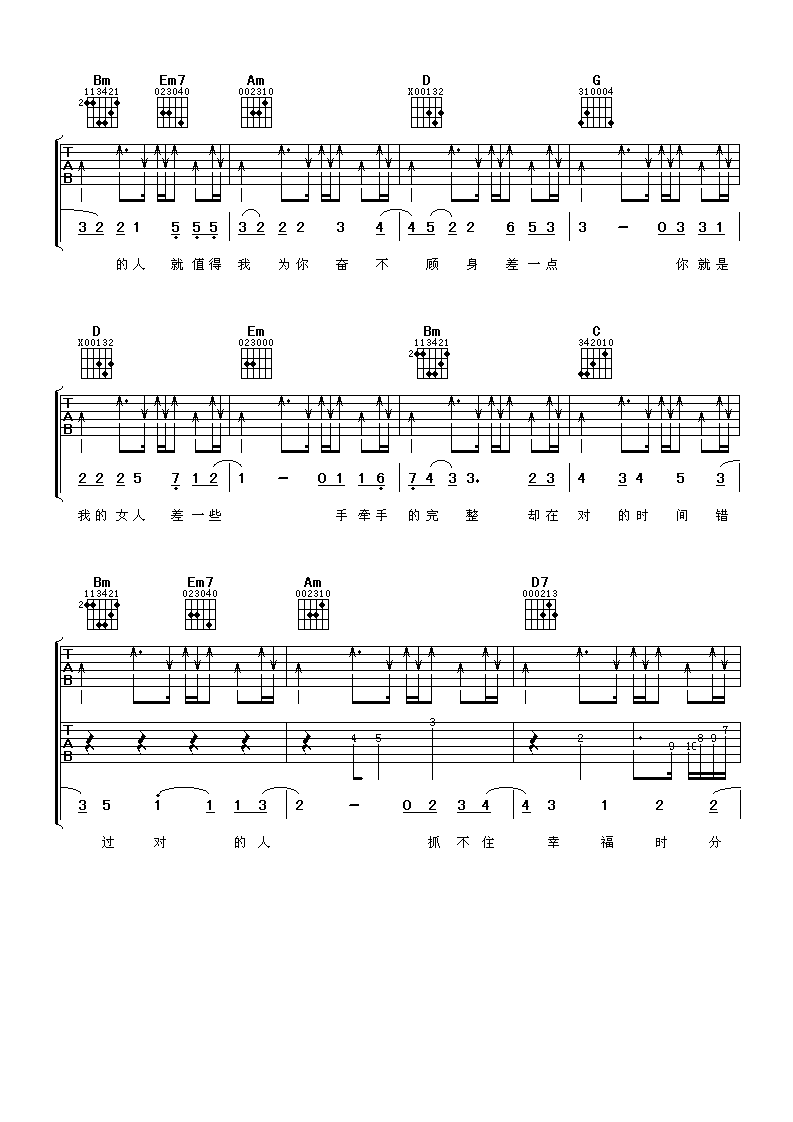 Bm Em7 Am D G
113421 023040 002310 X00132 310004
2
T A B
3 2 2 1 5 5 5 3 2 2 2 3 4 4 5 2 2 6 5 3 3 - 0 3 3 1
的人 就值得 我 为你 奋 不 顾 身 差一点 你就是
D Em Bm C
X00132 023000 113421 342010
2
T A B
2 2 2 5 7 1 2 1 - 0 1 1 6 7 4 3 3. 2 3 4 3 4 5 3
我的女人 差一些 手牵手 的完 整 却在 对 的时 间 错
Bm Em7 Am D7
113421 023040 002310 000213
2
T A B
T A B
4 5 3 2 0 10 8 0 7
3 5 1 1 1 3 2 - 0 2 3 4 4 3 1 2 2
过 对 的人 抓不住 幸 福 时 分